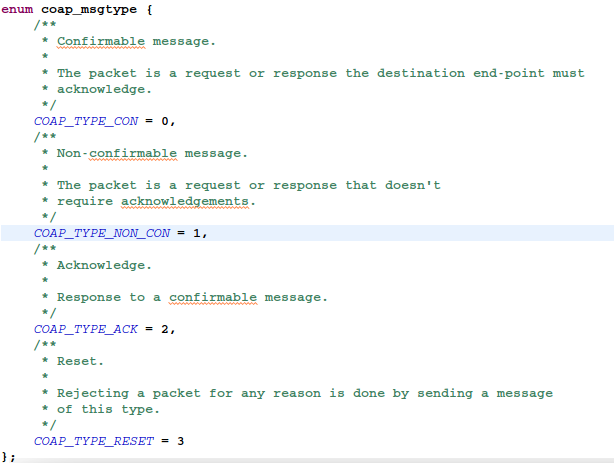 enum coap_msgtype {
    /**
     * Confirmable message.
     *
     * The packet is a request or response the destination end-point must
     * acknowledge.
     */
    COAP_TYPE_CON = 0,
    /**
     * Non-confirmable message.
     *
     * The packet is a request or response that doesn't
     * require acknowledgements.
     */
    COAP_TYPE_NON_CON = 1,
    /**
     * Acknowledge.
     *
     * Response to a confirmable message.
     */
    COAP_TYPE_ACK = 2,
    /**
     * Reset.
     *
     * Rejecting a packet for any reason is done by sending a message
     * of this type.
     */
    COAP_TYPE_RESET = 3
};